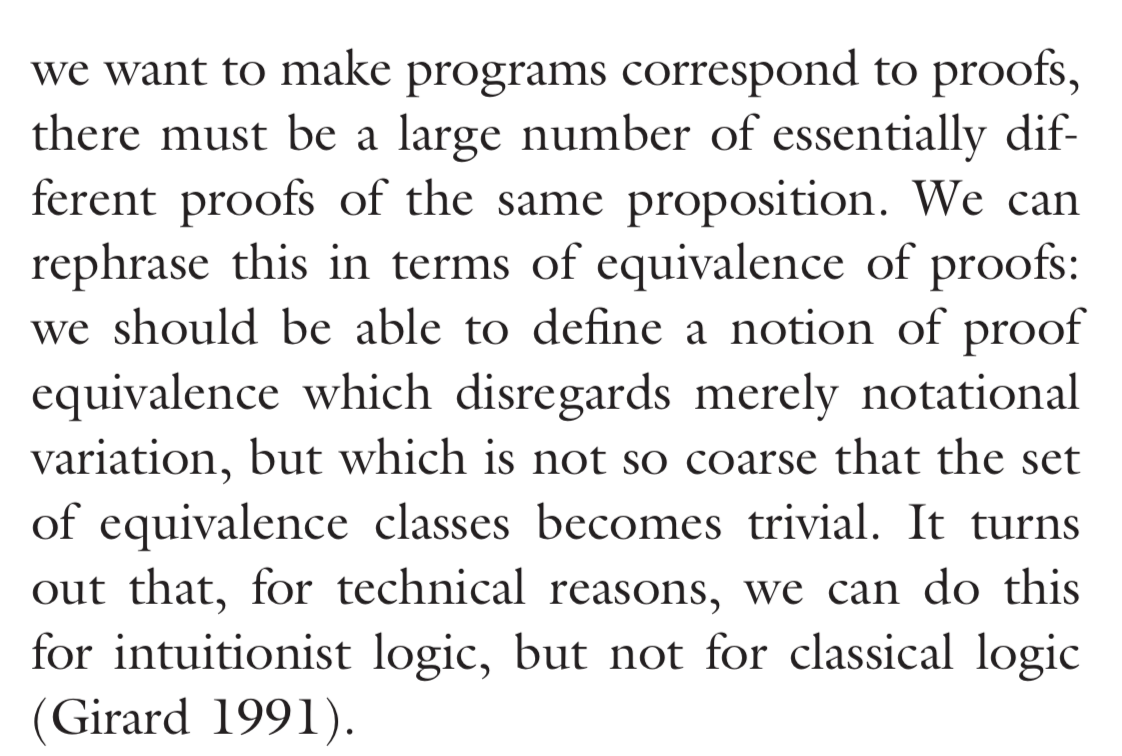 we want to make programs correspond to proofs,
there must be a large number of essentially dif-
ferent proofs of the same proposition. We can
rephrase this in terms of equivalence of proofs:
we should be able to define a notion of proof
equivalence which disregards merely notational
variation, but which is not so coarse that the set
of equivalence classes becomes trivial. It turns
out that, for technical reasons, we can do this
for intuitionist logic, but not for classical logic
(Girard 1991).